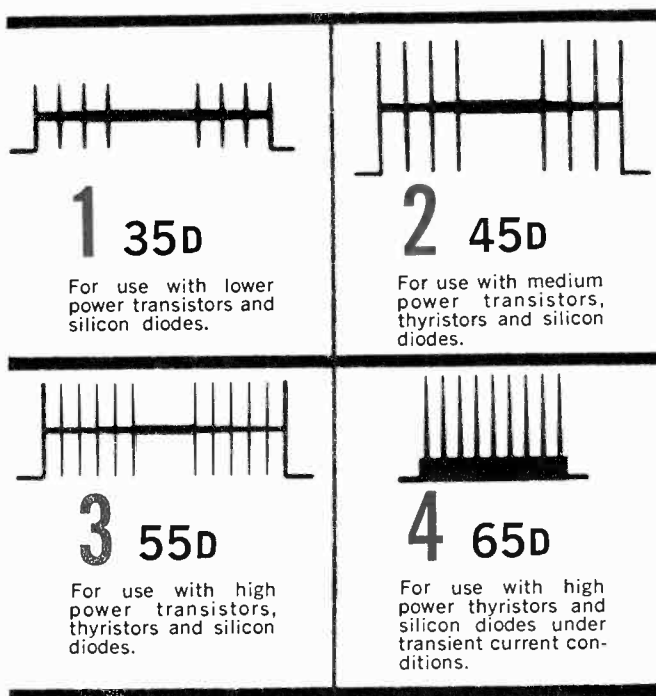 1 35D
For use with lower
power transistors and
silicon diodes.
2 45D
For use with medium
power transistors,
thyristors and silicon
diodes.
3 55D
For use with high
power transistors,
thyristors and silicon
diodes.
4 65D
For use with high
power thyristors and
silicon diodes under
transient current con-
ditions.